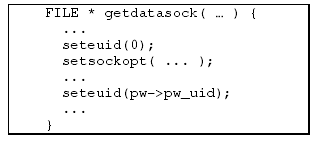 FILE * getdatasock( … ) {
...
seteuid(0);
setsockopt( ... );
...
seteuid(pw->pw_uid);
...
}